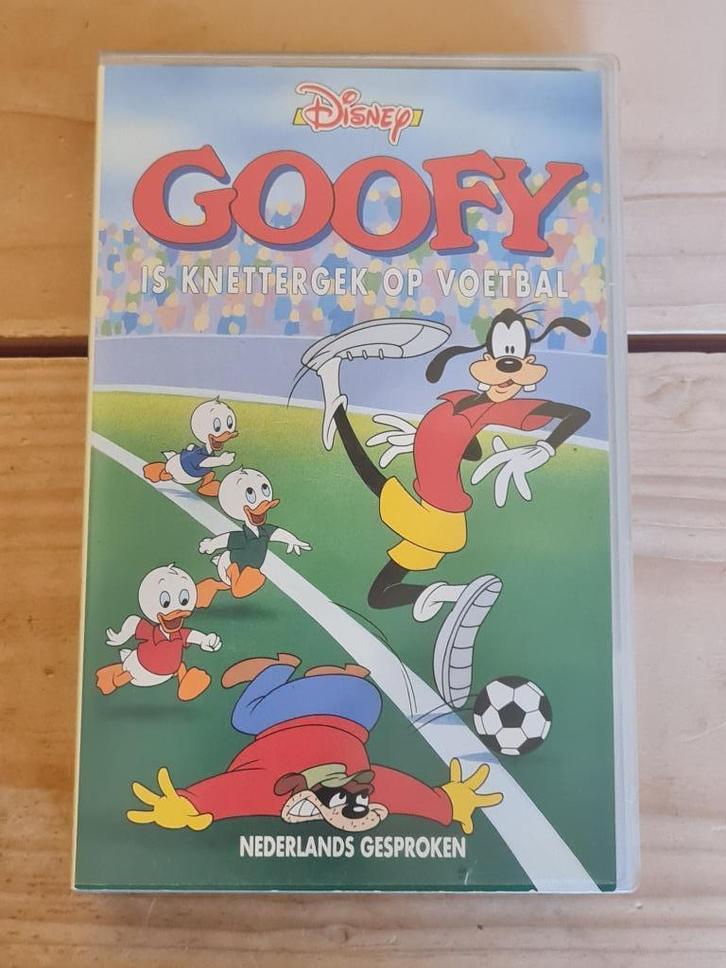 Disney
GOOFY
IS KNETTERGEK OP VOETBAL
NEDERLANDS GESPROKEN